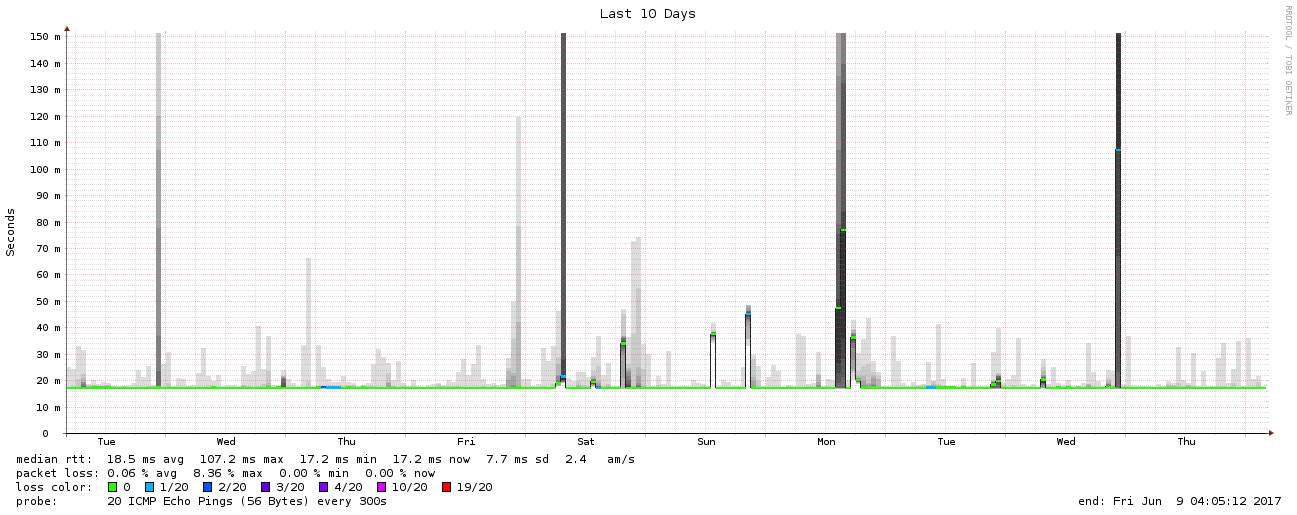 Last 10 Days
RRDTOOL / TOBI OETIKER
Seconds
150 m
140 m
130 m
120 m
110 m
100 m
90 m
80 m
70 m
60 m
50 m
40 m
30 m
20 m
10 m
0
Tue Wed Thu Fri Sat Sun Mon Tue Wed Thu
median rtt: 18.5 ms avg 107.2 ms max 17.2 ms min 17.2 ms now 7.7 ms sd 2.4 am/s
packet loss: 0.06 % avg 8.36 % max 0.00 % min 0.00 % now
loss color: 0 1/20 2/20 3/20 4/20 10/20 19/20
probe: 20 ICMP Echo Pings (56 Bytes) every 300s end: Fri Jun 9 04:05:12 2017